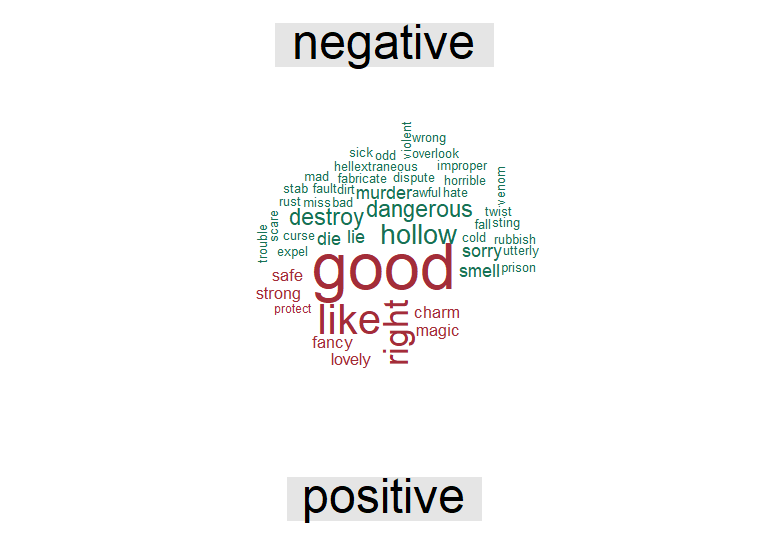 negative
violent
wrong
sick odd overlook
hell extraneous improper
mad fabricate dispute horrible
stab fault dirt murder awful hate venom
rust miss bad dangerous twist
scare destroy fall sting
trouble curse die lie hollow cold rubbish
expel sorry utterly
good smell prison
safe
strong
protect like right charm
magic
fancy
lovely
positive